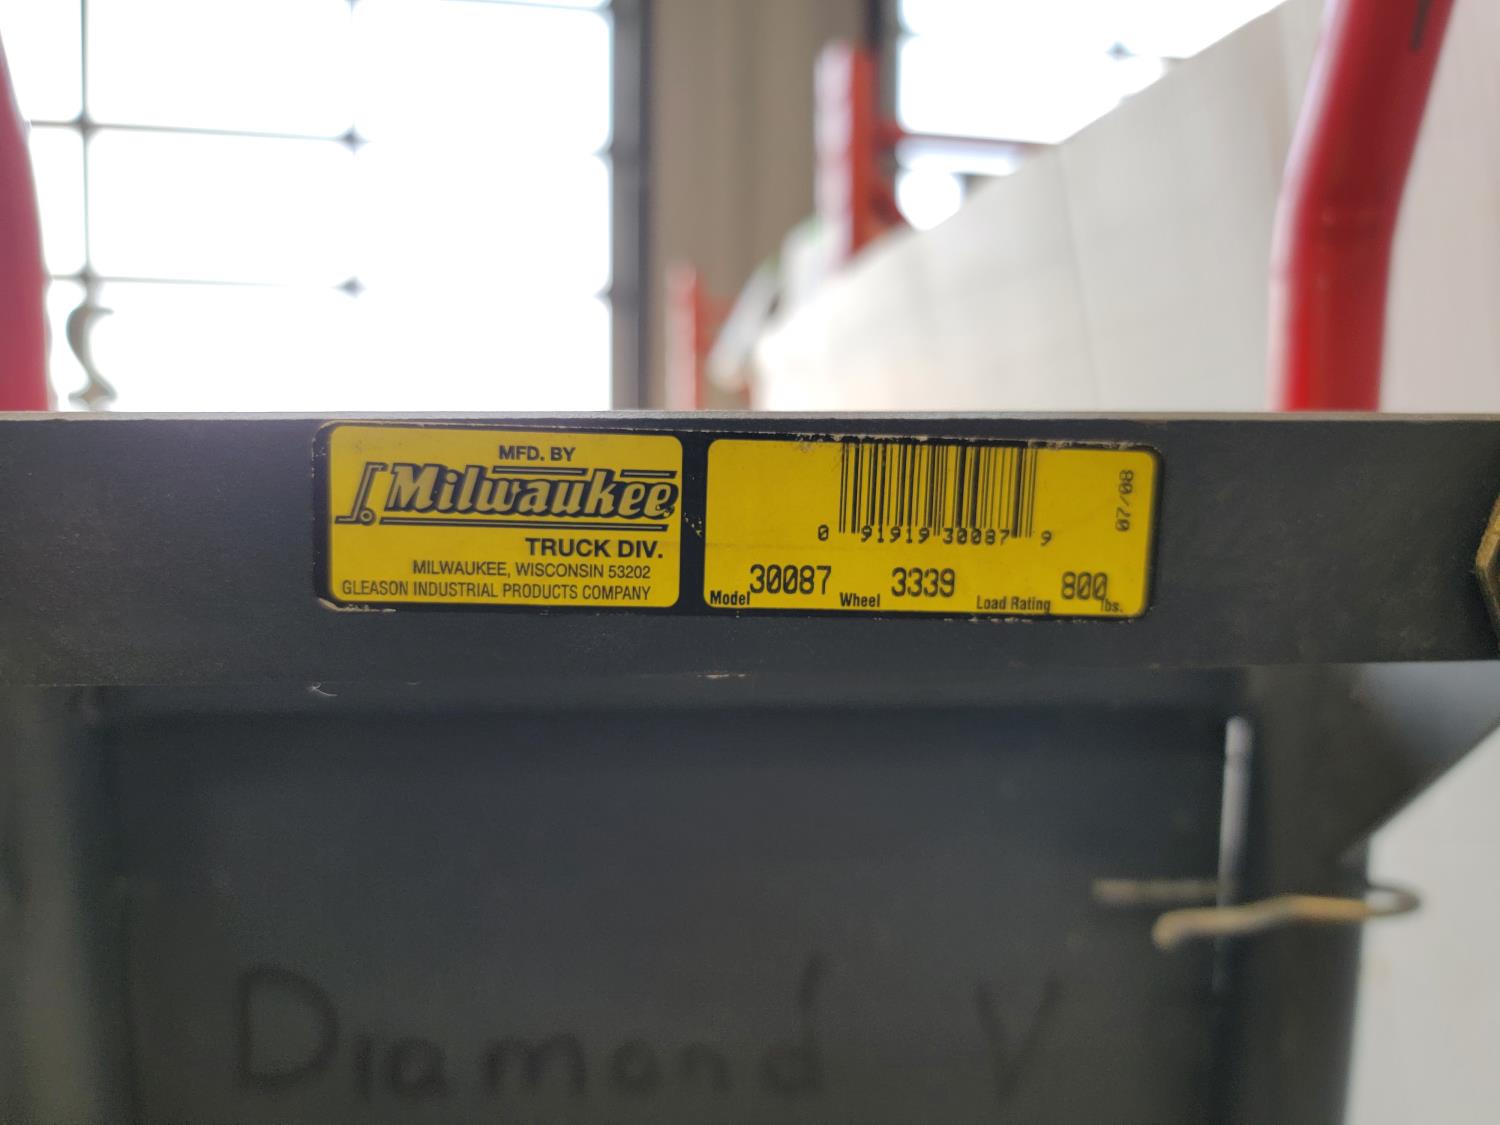 MFD. BY
Milwaukee
TRUCK DIV.
MILWAUKEE, WISCONSIN 53202
GLEASON INDUSTRIAL PRODUCTS COMPANY
0 91919 30087 9
07/08
Model 30087 Wheel 3339 Load Rating 800 lbs.
Diamond V